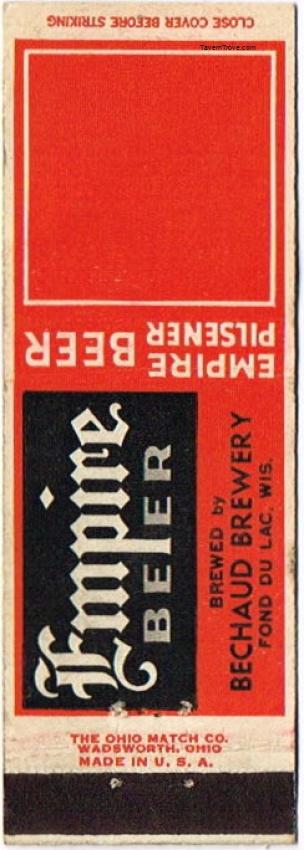 CLOSE COVER BEFORE STRIKING
TavernTrove.com
EMPIRE PILSENER BEER
Empire
BEER
BREWED by
BECHAUD BREWERY
FOND DU LAC, WIS.
THE OHIO MATCH CO.
WADSWORTH, OHIO
MADE IN U. S. A.